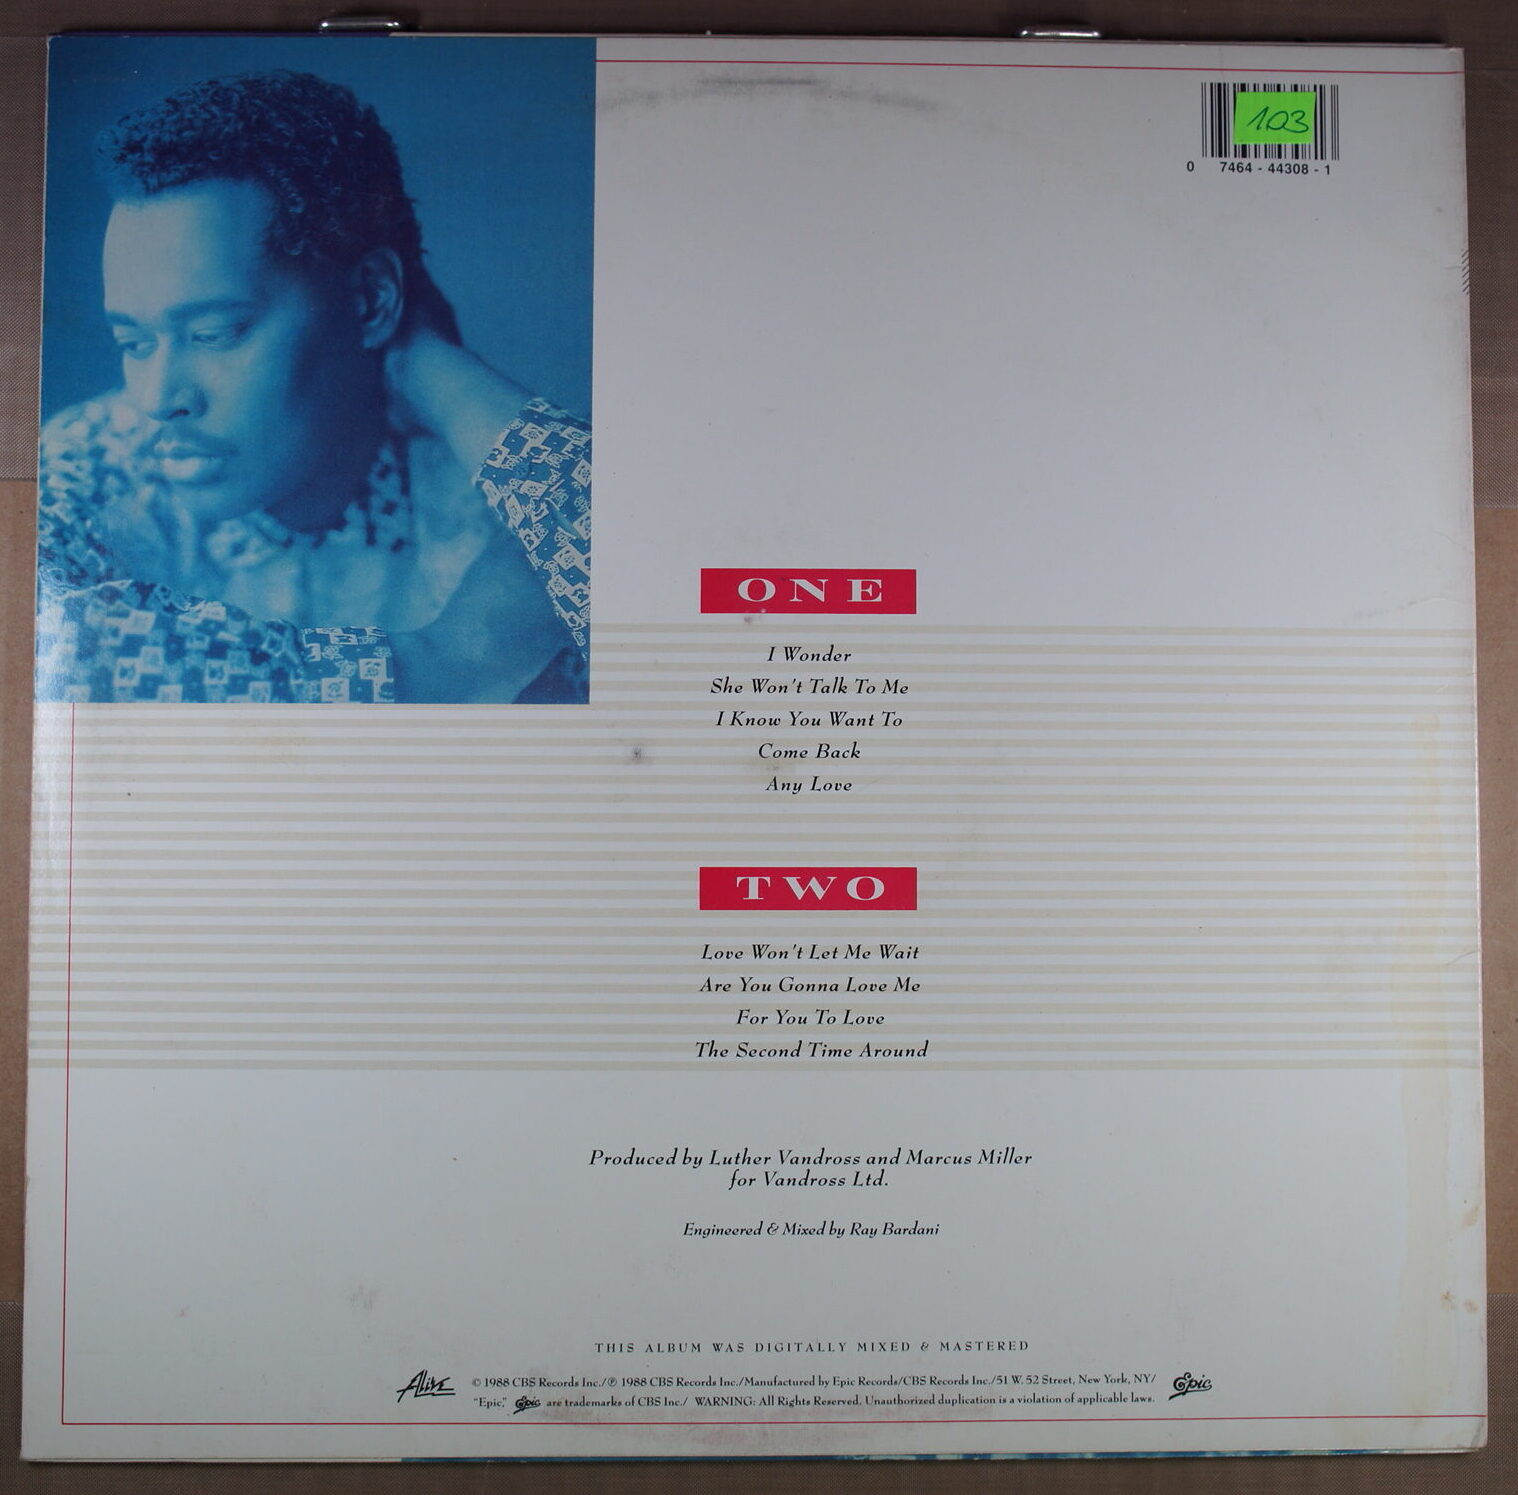 103
0 7464 - 44308 - 1
ONE
I Wonder
She Won't Talk To Me
I Know You Want To
Come Back
Any Love
TWO
Love Won't Let Me Wait
Are You Gonna Love Me
For You To Love
The Second Time Around
Produced by Luther Vandross and Marcus Miller
for Vandross Ltd.
Engineered & Mixed by Ray Bardani
THIS ALBUM WAS DIGITALLY MIXED & MASTERED
Alive
© 1988 CBS Records Inc./℗ 1988 CBS Records Inc./Manufactured by Epic Records/CBS Records Inc./51 W. 52 Street, New York, NY/
"Epic," Epic are trademarks of CBS Inc./ WARNING: All Rights Reserved. Unauthorized duplication is a violation of applicable laws.
Epic